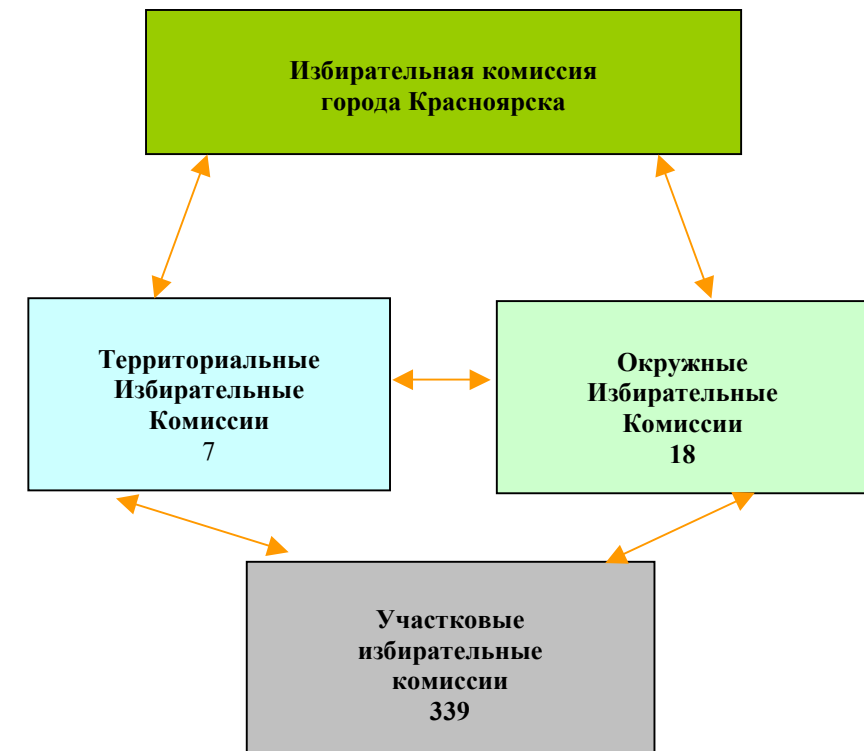 Избирательная комиссия
города Красноярска
Территориальные
Избирательные
Комиссии
7
Окружные
Избирательные
Комиссии
18
Участковые
избирательные
комиссии
339